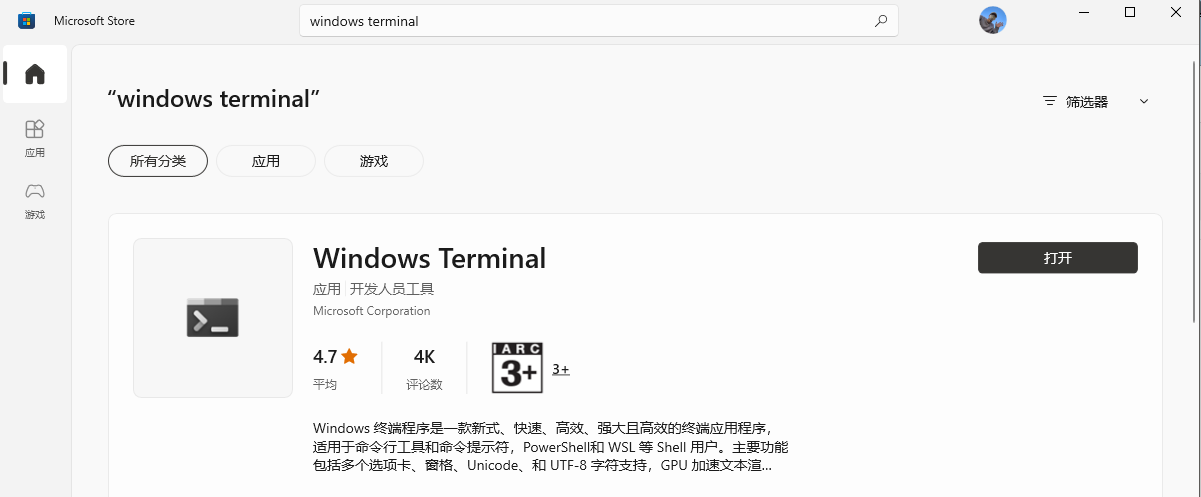 Microsoft Store
windows terminal
“windows terminal”
筛选器
应用
游戏
所有分类
应用
游戏
Windows Terminal
打开
应用 开发人员工具
Microsoft Corporation
4.7
4K
IARC
3+
3+
平均
评论数
Windows 终端程序是一款新式、快速、高效、强大且高效的终端应用程序，
适用于命令行工具和命令提示符，PowerShell和 WSL 等 Shell 用户。主要功能
包括多个选项卡、窗格、Unicode、和 UTF-8 字符支持，GPU 加速文本渲...